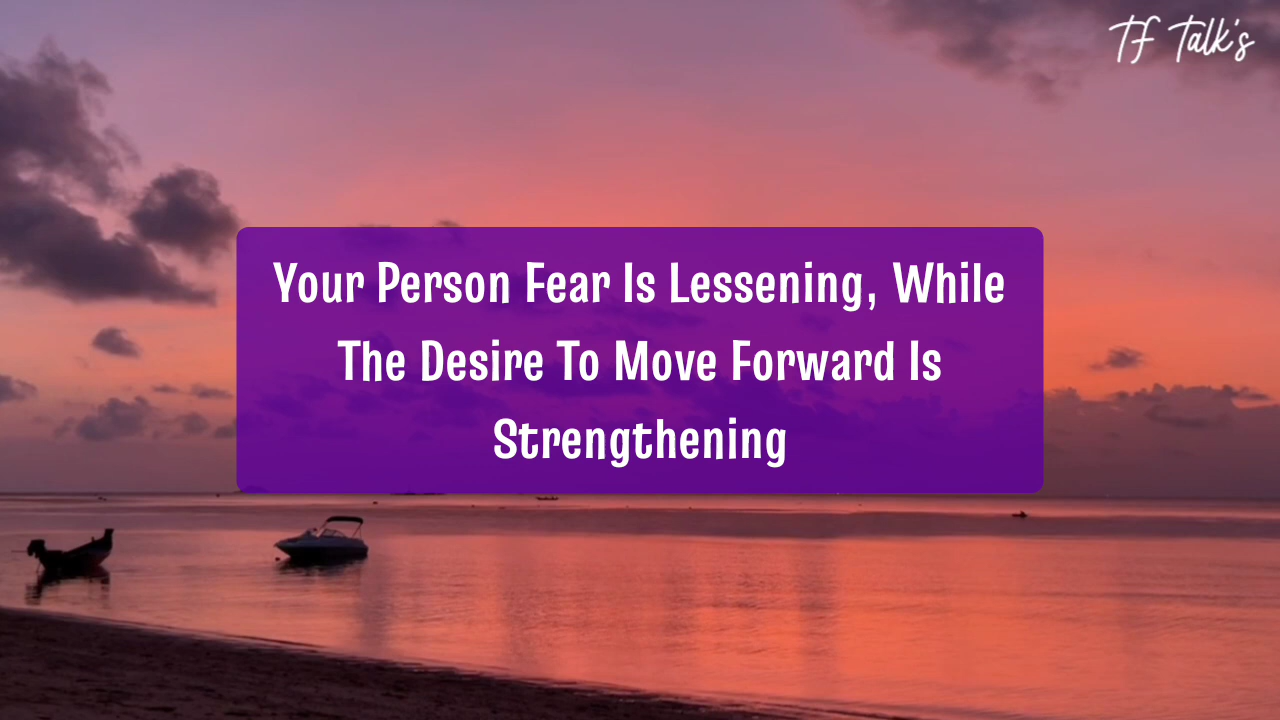 TF Talk's
Your Person Fear Is Lessening, While
The Desire To Move Forward Is
Strengthening